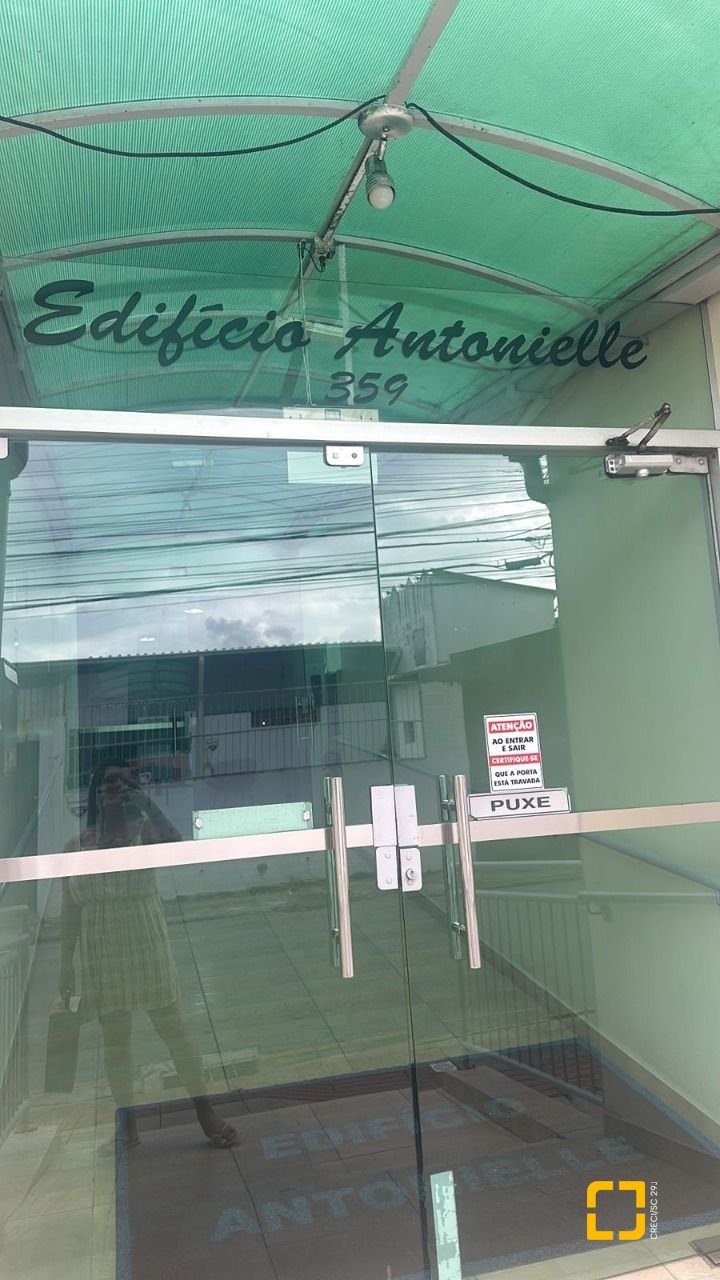 Edifício Antonielle
359
ATENÇÃO
AO ENTRAR
E SAIR
CERTIFIQUE-SE
QUE A PORTA
ESTÁ TRAVADA
PUXE
EDIFÍCIO
ANTONIELLE
CRECI/SC 29J